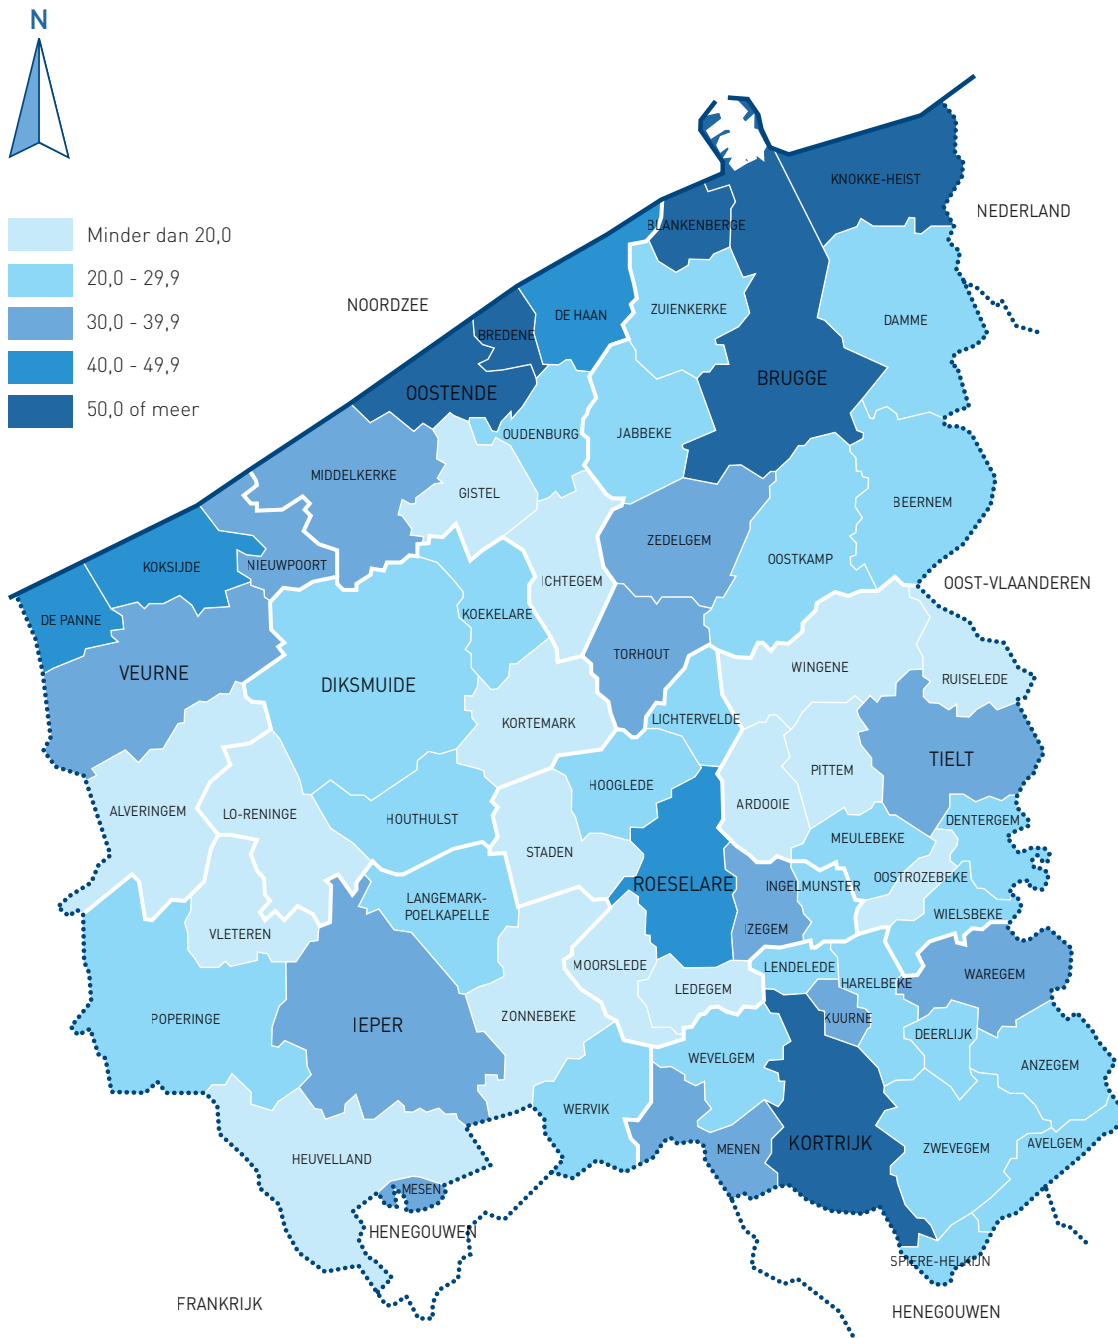 N
Minder dan 20,0
20,0 - 29,9
30,0 - 39,9
40,0 - 49,9
50,0 of meer
NOORDZEE
NEDERLAND
KNOKKE-HEIST
BLANKENBERGE
ZUIENKERKE
DAMME
DE HAAN
BREDENE
BRUGGE
OOSTENDE
OUDENBURG
JABBEKE
MIDDELKERKE
GISTEL
BEERNEM
ZEDELGEM
OOSTKAMP
KOKSIJDE
NIEUWPOORT
ICHTEGEM
OOST-VLAANDEREN
DE PANNE
KOEKELARE
VEURNE
DIKSMUIDE
TORHOUT
WINGENE
RUISELEDE
KORTEMARK
LICHTERVELDE
TIELT
PITTEM
HOOGLEDE
ARDOOIE
ALVERINGEM
LO-RENINGE
HOUTHULST
DENTERGEM
MEULEBEKE
STADEN
OOSTROZEBEKE
ROESELARE
INGELMUNSTER
LANGEMARK-
POELKAPELLE
WIELSBEKE
IZEGEM
VLETEREN
MOORSLEDE
LENDELEDE
WAREGEM
HARELBEKE
LEDEGEM
POPERINGE
IEPER
ZONNEBEKE
KUURNE
DEERLIJK
WEVELGEM
ANZEGEM
WERVIK
KORTRIJK
AVELGEM
MENEN
ZWEVEGEM
HEUVELLAND
MESEN
HENEGOUWEN
SPIERE-HELKIJN
FRANKRIJK
HENEGOUWEN